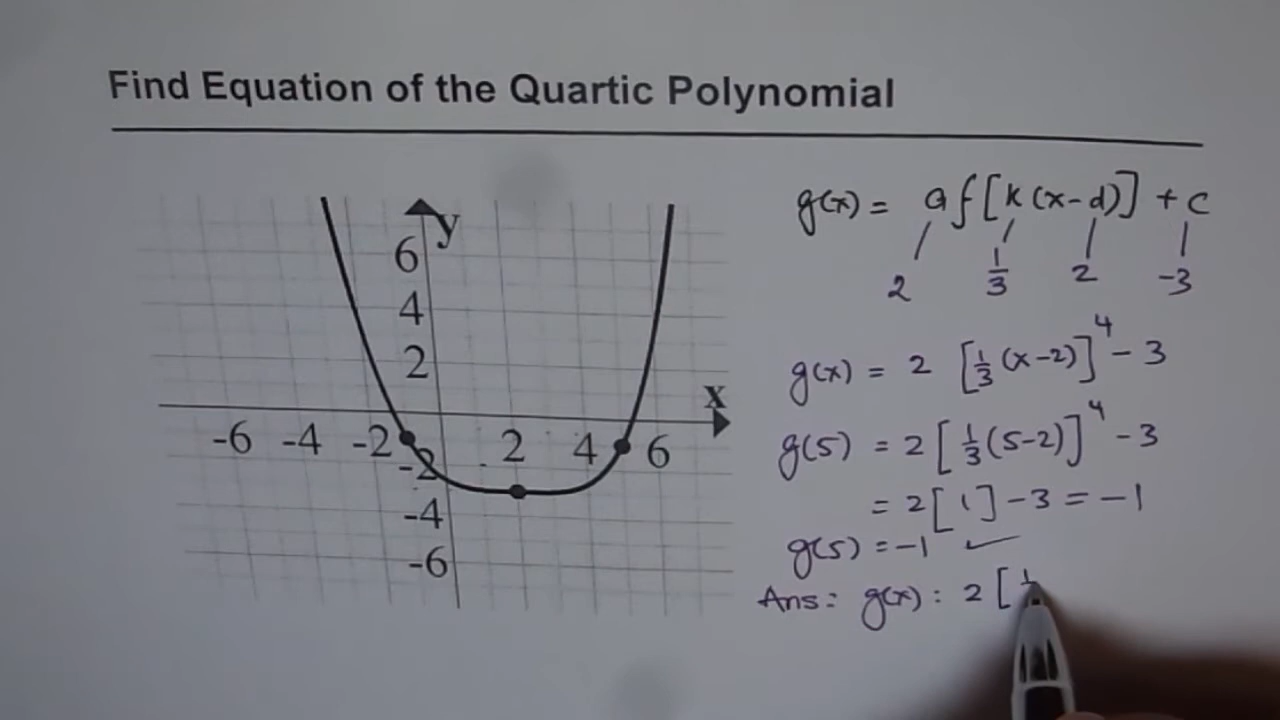 Find Equation of the Quartic Polynomial
g(x) = a f[k(x-d)] + c
2 1/3 2 -3
g(x) = 2 [1/3(x-2)]^4 - 3
g(5) = 2[1/3(5-2)]^4 - 3
= 2[1] - 3 = -1
g(5) = -1 ✓
Ans: g(x): 2 [1
y
6
4
2
x
-6 -4 -2 2 4 6
-2
-4
-6